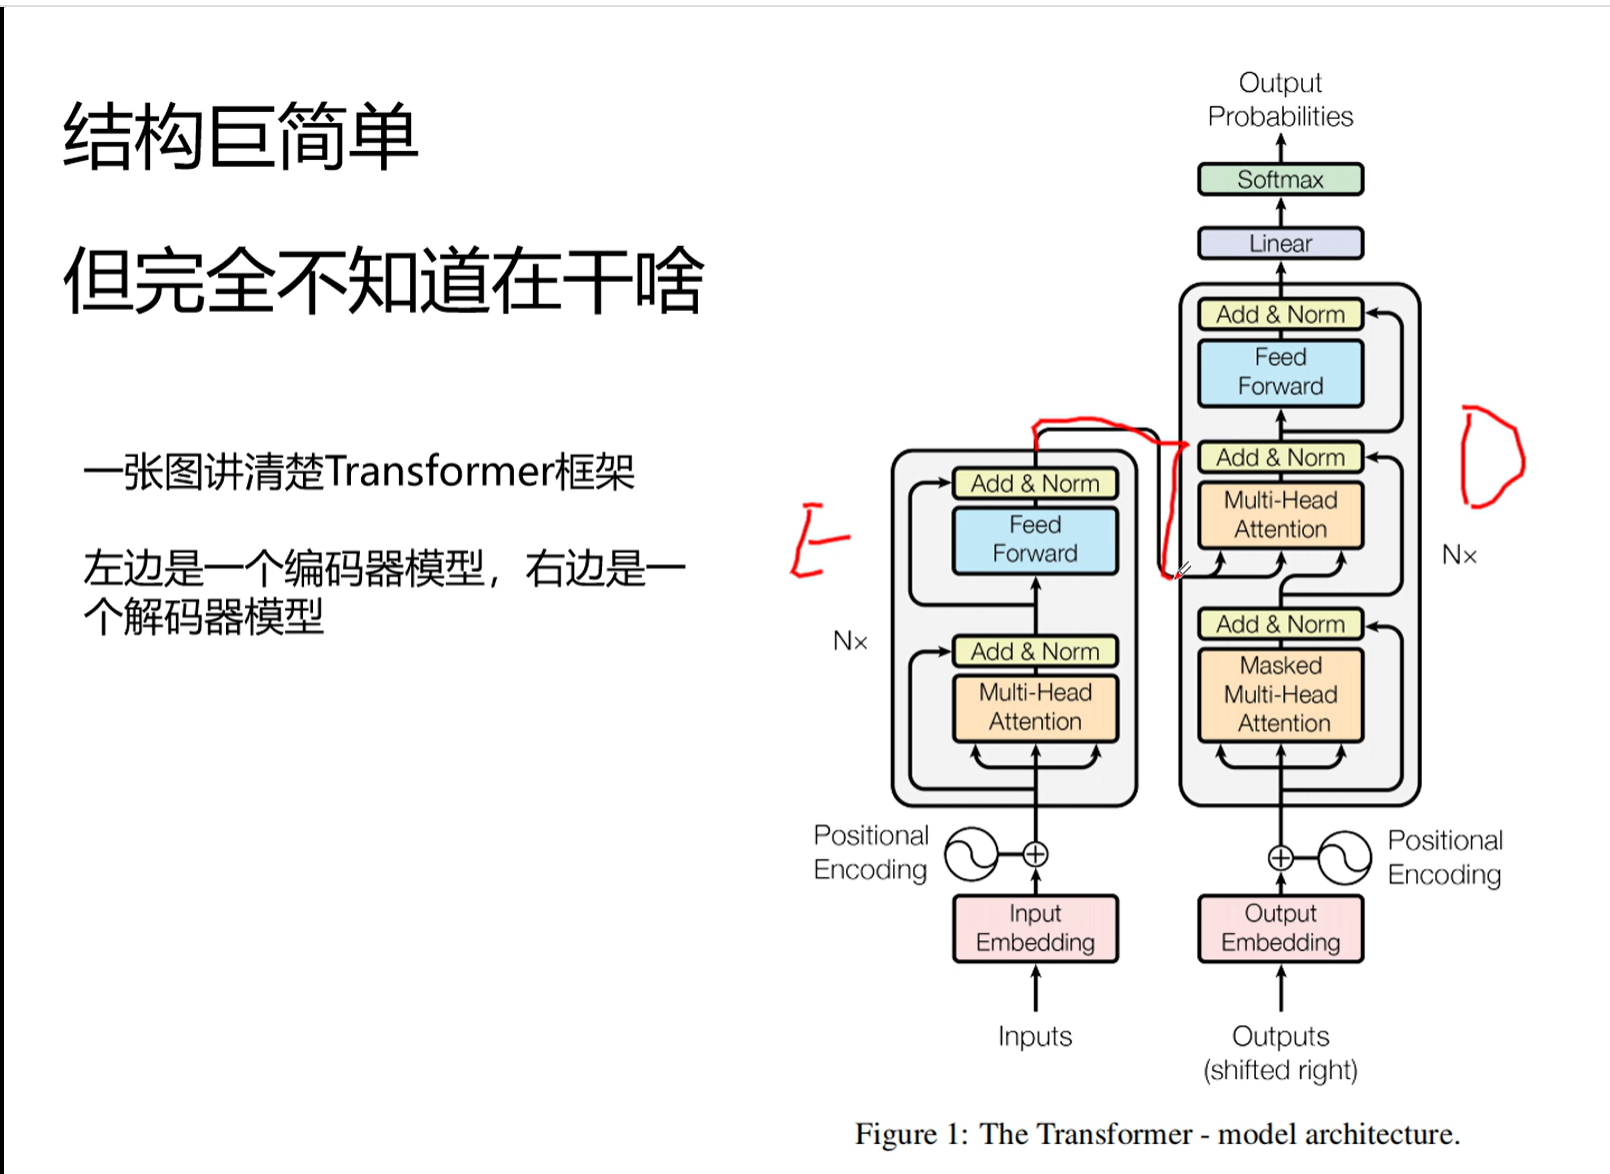 结构巨简单
但完全不知道在干啥
一张图讲清楚Transformer框架
左边是一个编码器模型，右边是一
个解码器模型
E
D
Output
Probabilities
Softmax
Linear
Add & Norm
Feed
Forward
Add & Norm
Multi-Head
Attention
N×
Add & Norm
Masked
Multi-Head
Attention
Add & Norm
Feed
Forward
N×
Add & Norm
Multi-Head
Attention
Positional
Encoding
Positional
Encoding
Input
Embedding
Output
Embedding
Inputs
Outputs
(shifted right)
Figure 1: The Transformer - model architecture.